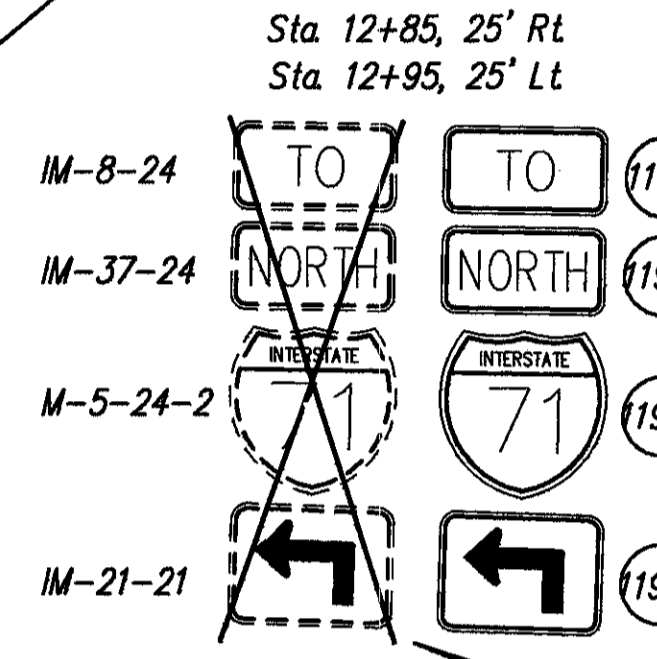 Sta. 12+85, 25' Rt
Sta. 12+95, 25' Lt
IM-8-24 TO TO
IM-37-24 NORTH NORTH
INTERSTATE INTERSTATE
M-5-24-2 71 71
IM-21-21